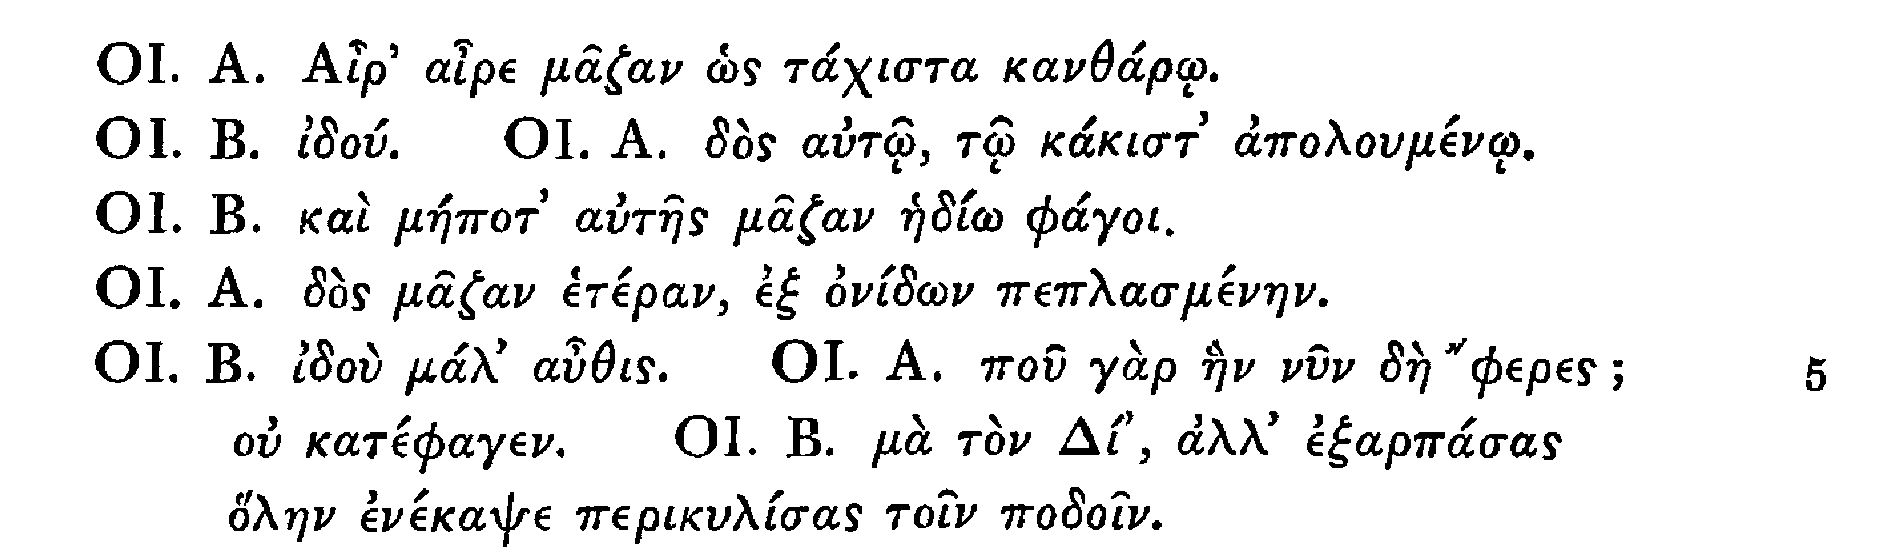 ΟΙ. Α. Αἶρ’ αἶρε μᾶζαν ὡς τάχιστα κανθάρῳ.
ΟΙ. Β. ἰδού. ΟΙ. Α. δὸς αὐτῷ, τῷ κάκιστ’ ἀπολουμένῳ.
ΟΙ. Β. καὶ μήποτ’ αὐτῆς μᾶζαν ἡδίω φάγοι.
ΟΙ. Α. δὸς μᾶζαν ἑτέραν, ἐξ ὀνίδων πεπλασμένην.
ΟΙ. Β. ἰδοὺ μάλ’ αὖθις. ΟΙ. Α. ποῦ γὰρ ἣν νῦν δὴ ῎φερες; 5
οὐ κατέφαγεν. ΟΙ. Β. μὰ τὸν Δί’, ἀλλ’ ἐξαρπάσας
ὅλην ἐνέκαψε περικυλίσας τοῖν ποδοῖν.